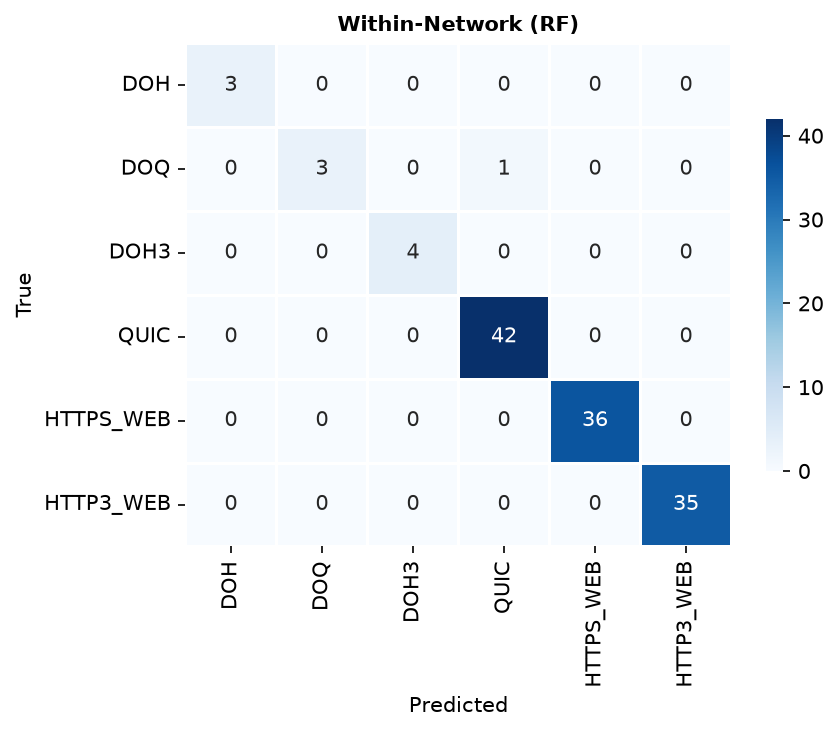 Within-Network (RF)
DOH 3 0 0 0 0 0
DOQ 0 3 0 1 0 0
DOH3 0 0 4 0 0 0
QUIC 0 0 0 42 0 0
HTTPS_WEB 0 0 0 0 36 0
HTTP3_WEB 0 0 0 0 0 35
True
DOH DOQ DOH3 QUIC HTTPS_WEB HTTP3_WEB
Predicted
40
30
20
10
0